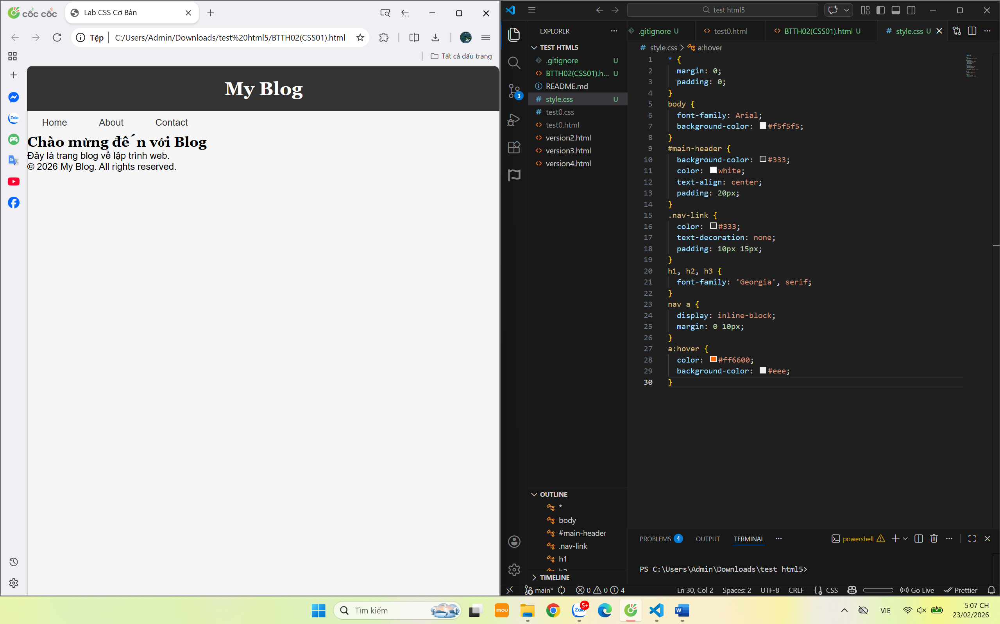 cốc cốc
Lab CSS Cơ Bản
Tệp
C:/Users/Admin/Downloads/test%20html5/BTTH02(CSS01).html
Tất cả dấu trang
Zalo
My Blog
Home About Contact
Chào mừng đến với Blog
Đây là trang blog về lập trình web.
© 2026 My Blog. All rights reserved.
test html5
EXPLORER
TEST HTML5
.gitignore U
BTTH02(CSS01).h... U
README.md
style.css U
test0.css
test0.html
version2.html
version3.html
version4.html
3
.gitignore U
test0.html
BTTH02(CSS01).html U
# style.css U
# style.css > a:hover
1 * {
2 margin: 0;
3 padding: 0;
4 }
5 body {
6 font-family: Arial;
7 background-color: #f5f5f5;
8 }
9 #main-header {
10 background-color: #333;
11 color: white;
12 text-align: center;
13 padding: 20px;
14 }
15 .nav-link {
16 color: #333;
17 text-decoration: none;
18 padding: 10px 15px;
19 }
20 h1, h2, h3 {
21 font-family: 'Georgia', serif;
22 }
23 nav a {
24 display: inline-block;
25 margin: 0 10px;
26 }
27 a:hover {
28 color: #ff6600;
29 background-color: #eee;
30 }
OUTLINE
*
body
#main-header
.nav-link
h1
TIMELINE
PROBLEMS 4 OUTPUT TERMINAL
powershell
PS C:\Users\Admin\Downloads\test html5>
main* 0 0 4
Ln 30, Col 2 Spaces: 2 UTF-8 CRLF { } CSS Go Live Prettier
Tìm kiếm
imou
Zalo
5+
W
VIE
5:07 CH
23/02/2026